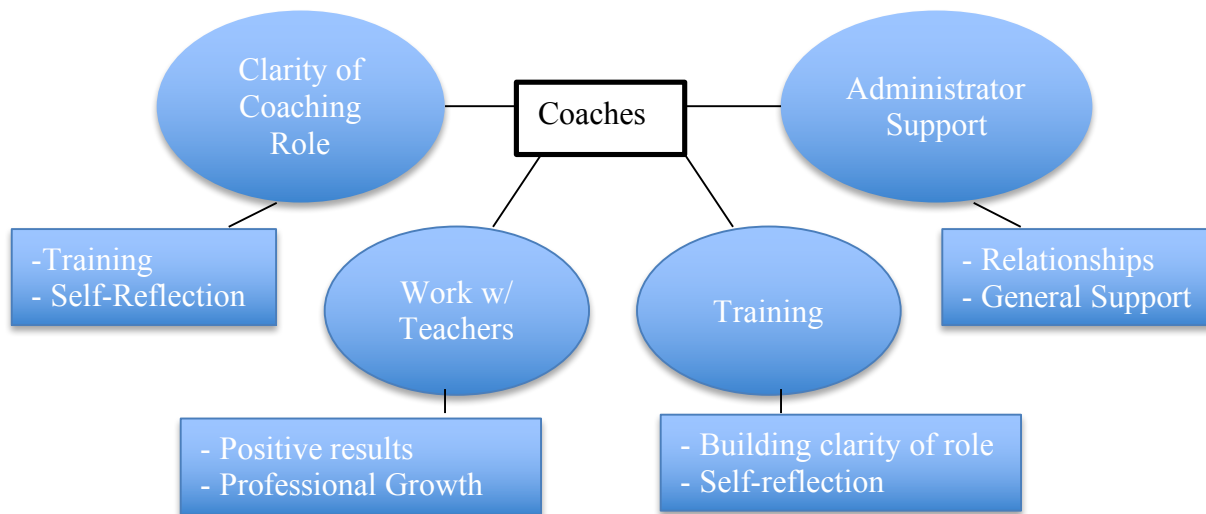 Clarity of
Coaching
Role
Coaches
Administrator
Support
-Training
- Self-Reflection
Work w/
Teachers
Training
- Relationships
- General Support
- Positive results
- Professional Growth
- Building clarity of role
- Self-reflection